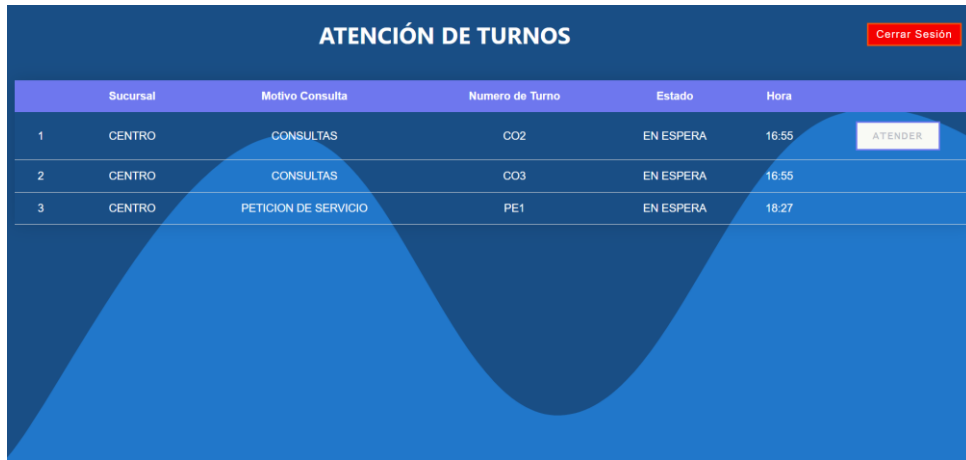 ATENCIÓN DE TURNOS
Cerrar Sesión
Sucursal Motivo Consulta Numero de Turno Estado Hora
1 CENTRO CONSULTAS CO2 EN ESPERA 16:55 ATENDER
2 CENTRO CONSULTAS CO3 EN ESPERA 16:55
3 CENTRO PETICION DE SERVICIO PE1 EN ESPERA 18:27